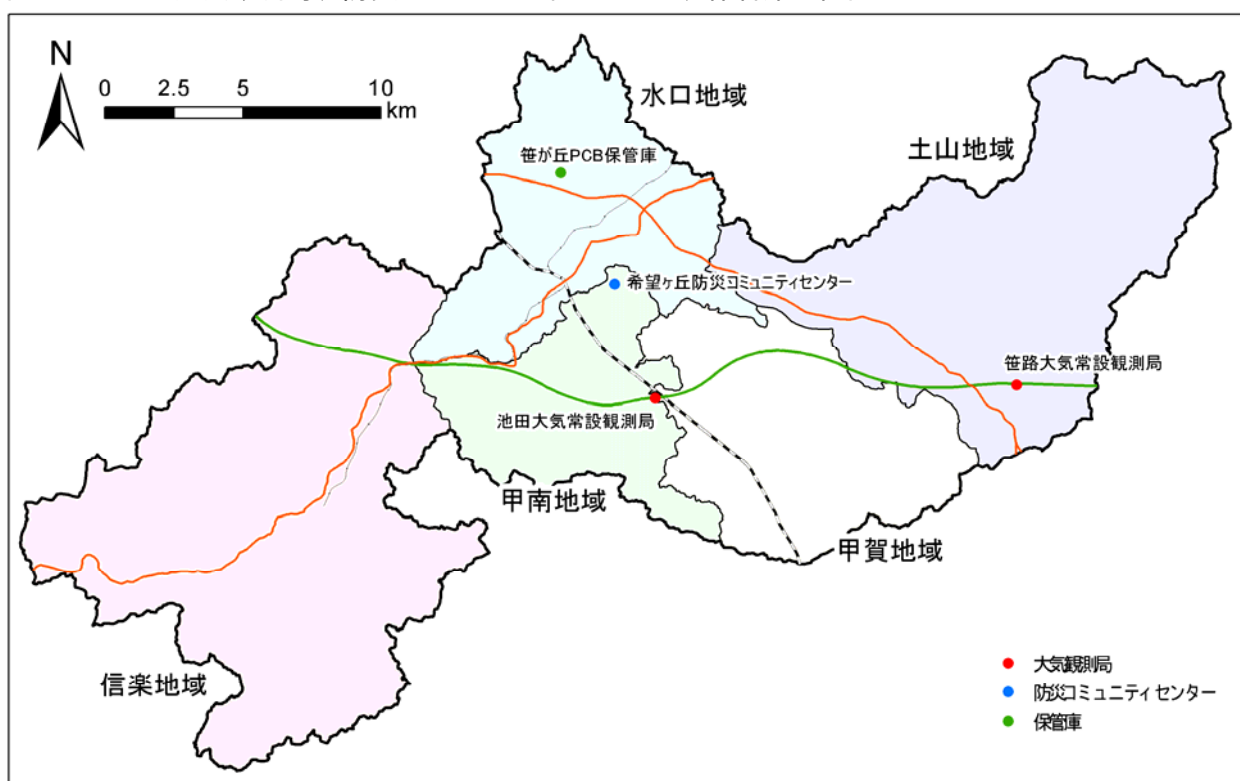 N
0 2.5 5 10
km
水口地域
笹が丘PCB保管庫
土山地域
希望ヶ丘防災コミュニティセンター
笹路大気常設観測局
池田大気常設観測局
甲南地域
甲賀地域
信楽地域
大気観測局
防災コミュニティセンター
保管庫